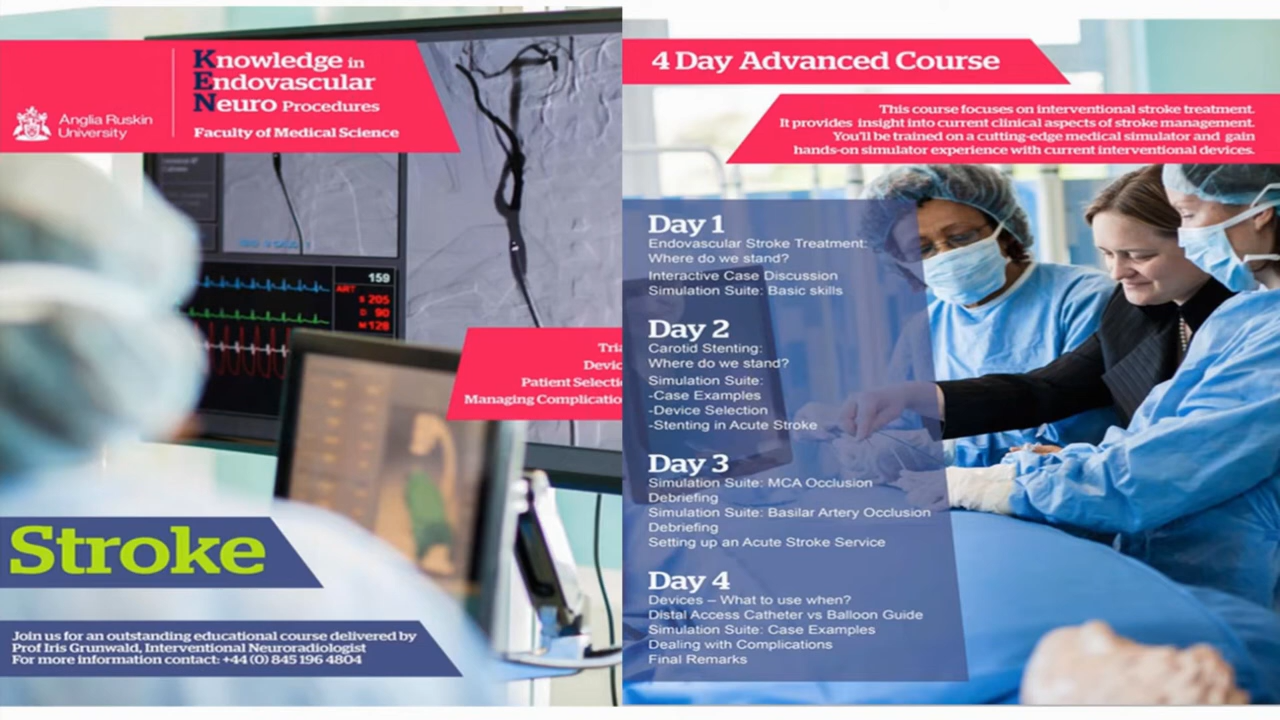 Knowledge in
Endovascular
Neuro Procedures
Faculty of Medical Science
Anglia Ruskin
University
159
ART
S 205
D 90
M 128
Patient
Managing
Stroke
Join us for an outstanding educational course delivered by
Prof Iris Grunwald, Interventional Neuroradiologist
For more information contact: +44 (0) 845 196 4804
4 Day Advanced Course
This course focuses on interventional stroke treatment.
It provides insight into current clinical aspects of stroke management.
You'll be trained on a cutting-edge medical simulator and gain
hands-on simulator experience with current interventional devices.
Day 1
Endovascular Stroke Treatment:
Where do we stand?
Interactive Case Discussion
Simulation Suite: Basic skills
Day 2
Carotid Stenting:
Where do we stand?
Simulation Suite:
-Case Examples
-Device Selection
-Stenting in Acute Stroke
Day 3
Simulation Suite: MCA Occlusion
Debriefing
Simulation Suite: Basilar Artery Occlusion
Debriefing
Setting up an Acute Stroke Service
Day 4
Devices – What to use when?
Distal Access Catheter vs Balloon Guide
Simulation Suite: Case Examples
Dealing with Complications
Final Remarks